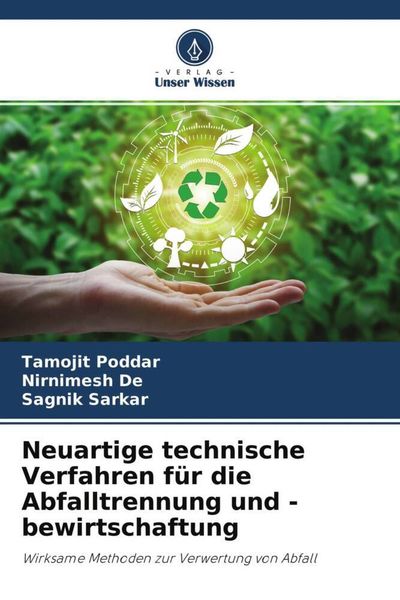 - V E R L A G -
Unser Wissen
Tamojit Poddar
Nirnimesh De
Sagnik Sarkar
Neuartige technische
Verfahren für die
Abfalltrennung und -
bewirtschaftung
Wirksame Methoden zur Verwertung von Abfall